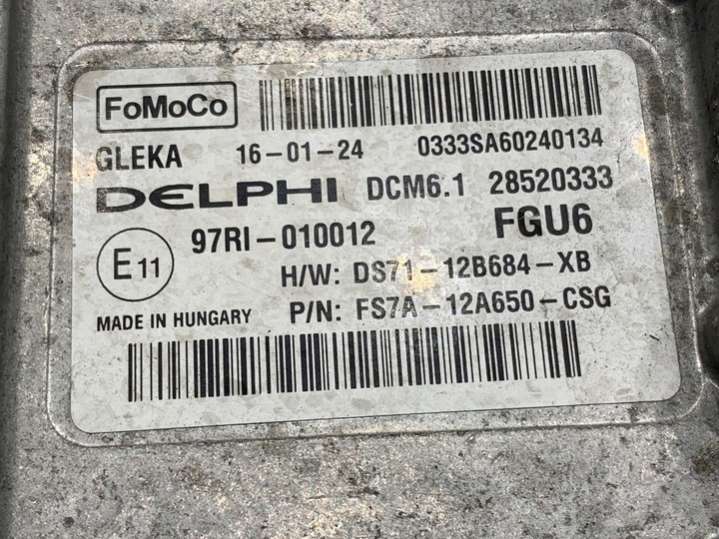 FoMoCo
GLEKA 16-01-24 0333SA60240134
DELPHI DCM6.1 28520333
97RI-010012 FGU6
E11
H/W: DS71-12B684-XB
MADE IN HUNGARY P/N: FS7A-12A650-CSG